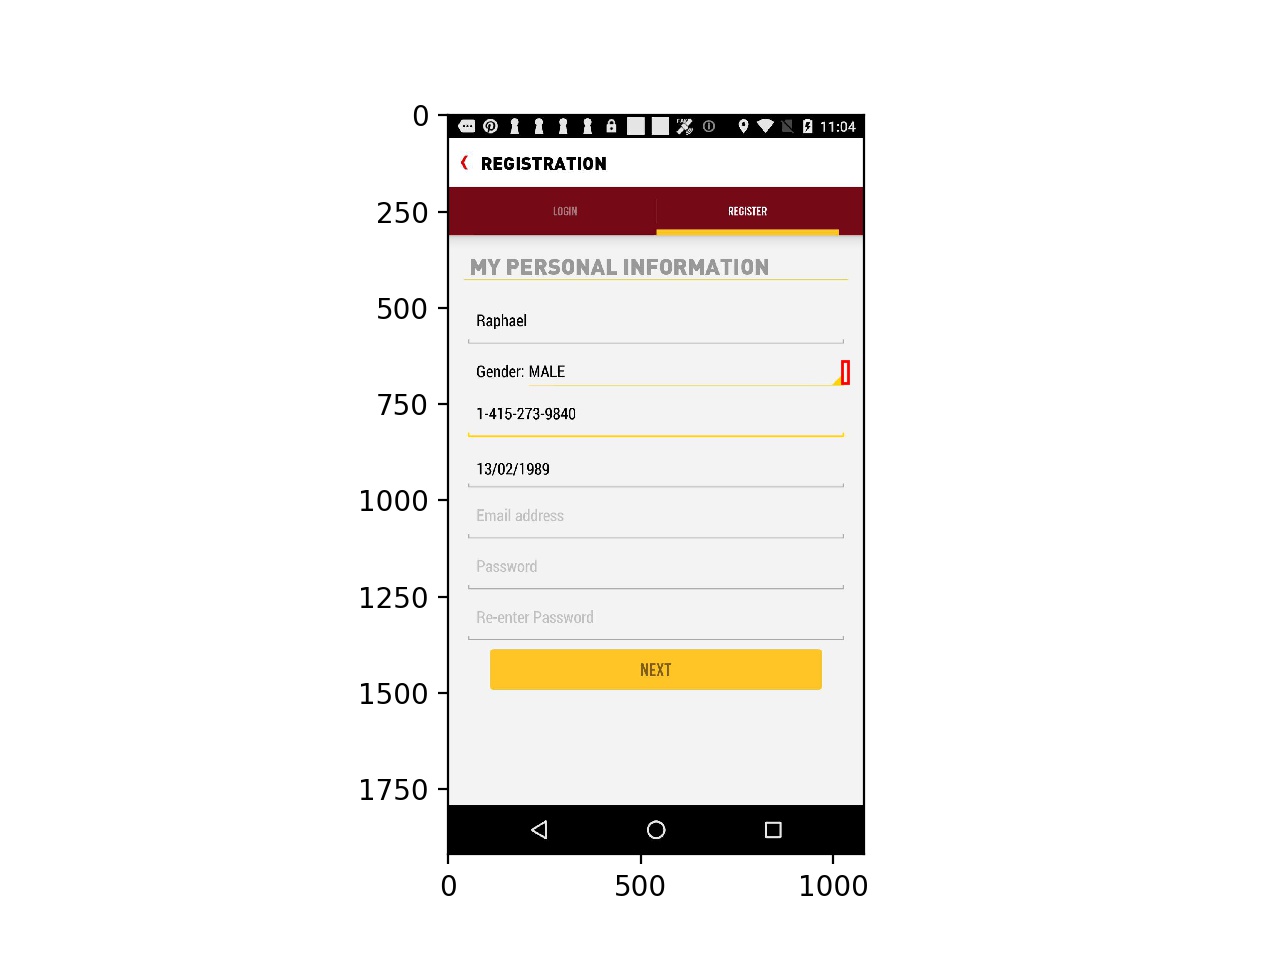 0
11:04
REGISTRATION
250
LOGIN
REGISTER
MY PERSONAL INFORMATION
500
Raphael
Gender: MALE
750
1-415-273-9840
13/02/1989
1000
Email address
Password
1250
Re-enter Password
NEXT
1500
1750
0
500
1000